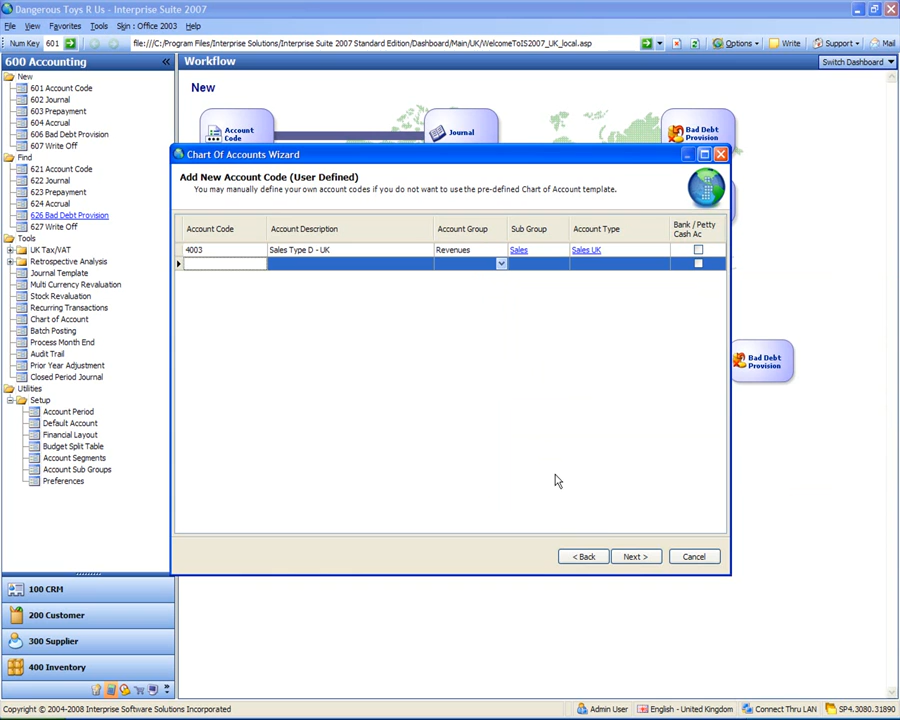 Dangerous Toys R Us - Interprise Suite 2007
File View Favorites Tools Skin : Office 2003 Help
Num Key 601 file:///C:/Program Files/Interprise Solutions/Interprise Suite 2007 Standard Edition/Dashboard/Main/UK/WelcomeToIS2007_UK_local.asp Options Write Support Mail
600 Accounting
Workflow
Switch Dashboard
New
601 Account Code
602 Journal
603 Prepayment
604 Accrual
606 Bad Debt Provision
607 Write Off
Find
621 Account Code
622 Journal
623 Prepayment
624 Accrual
626 Bad Debt Provision
627 Write Off
Tools
UK Tax/VAT
Retrospective Analysis
Journal Template
Multi Currency Revaluation
Stock Revaluation
Recurring Transactions
Chart of Account
Batch Posting
Process Month End
Audit Trail
Prior Year Adjustment
Closed Period Journal
Utilities
Setup
Account Period
Default Account
Financial Layout
Budget Split Table
Account Segments
Account Sub Groups
Preferences
100 CRM
200 Customer
300 Supplier
400 Inventory
New
Account
Code
Journal
Bad Debt
Provision
Chart Of Accounts Wizard
Add New Account Code (User Defined)
You may manually define your own account codes if you do not want to use the pre-defined Chart of Account template.
Account Code Account Description Account Group Sub Group Account Type Bank / Petty
Cash Ac
4003 Sales Type D - UK Revenues Sales Sales UK
Bad Debt
Provision
< Back Next > Cancel
Copyright © 2004-2008 Interprise Software Solutions. All Rights Reserved. Admin User English - United Kingdom Connect Thru LAN SP4.3080.31890